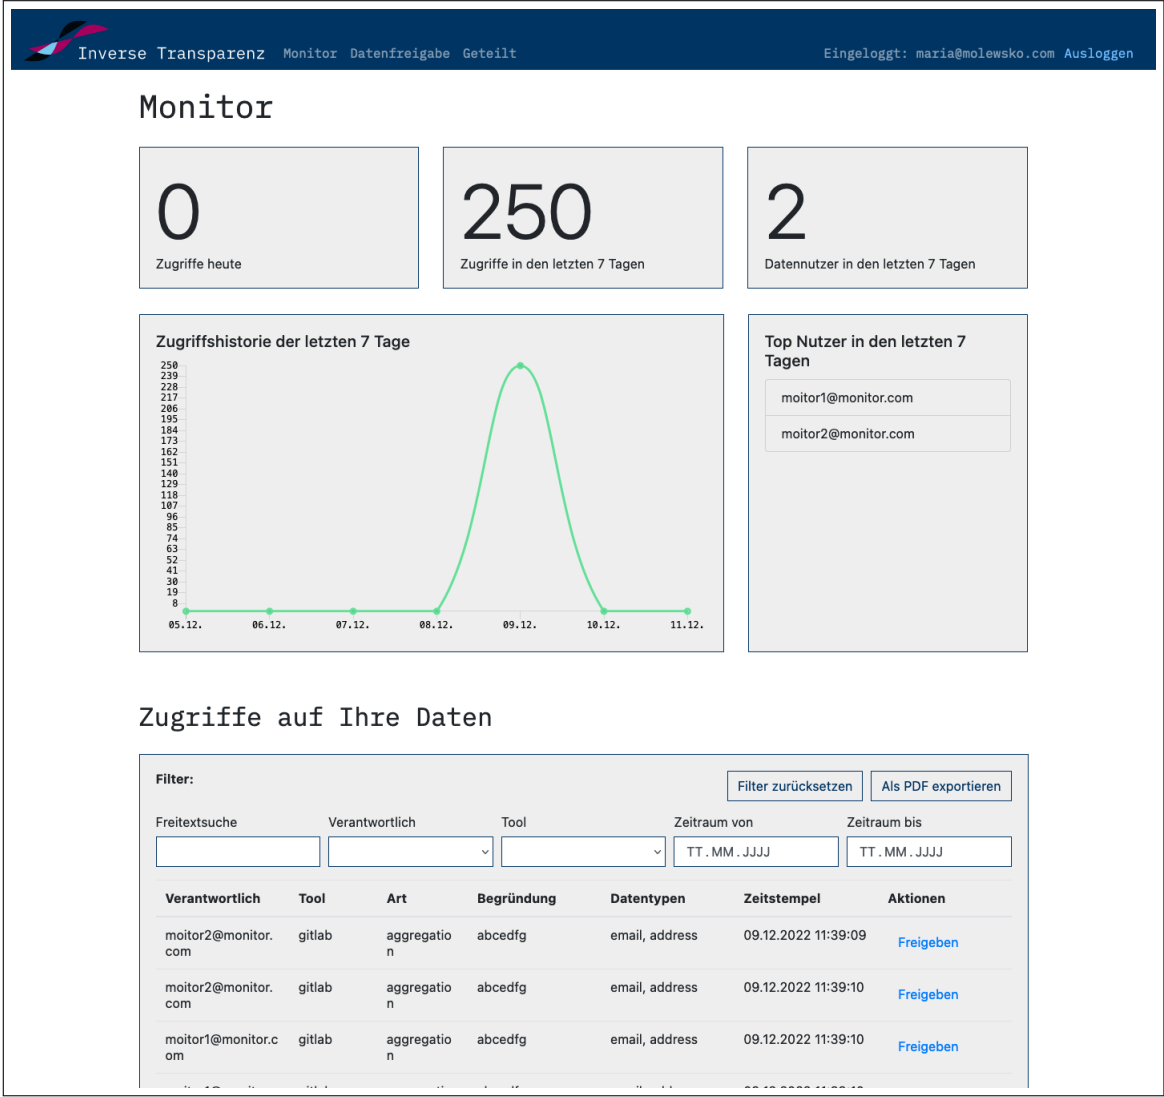 Inverse Transparenz Monitor Datenfreigabe Geteilt Eingeloggt: maria@molewsko.com Ausloggen
Monitor
0
Zugriffe heute
250
Zugriffe in den letzten 7 Tagen
2
Datennutzer in den letzten 7 Tagen
Zugriffshistorie der letzten 7 Tage
250
239
228
217
206
195
184
173
162
151
140
129
118
107
96
85
74
63
52
41
30
19
8
05.12. 06.12. 07.12. 08.12. 09.12. 10.12. 11.12.
Top Nutzer in den letzten 7
Tagen
moitor1@monitor.com
moitor2@monitor.com
Zugriffe auf Ihre Daten
Filter:
Filter zurücksetzen Als PDF exportieren
Freitextsuche Verantwortlich Tool Zeitraum von Zeitraum bis
TT.MM.JJJJ TT.MM.JJJJ
Verantwortlich Tool Art Begründung Datentypen Zeitstempel Aktionen
moitor2@monitor. gitlab aggregatio abcedfg email, address 09.12.2022 11:39:09 Freigeben
com n
moitor2@monitor. gitlab aggregatio abcedfg email, address 09.12.2022 11:39:10 Freigeben
com n
moitor1@monitor.c gitlab aggregatio abcedfg email, address 09.12.2022 11:39:10 Freigeben
om n